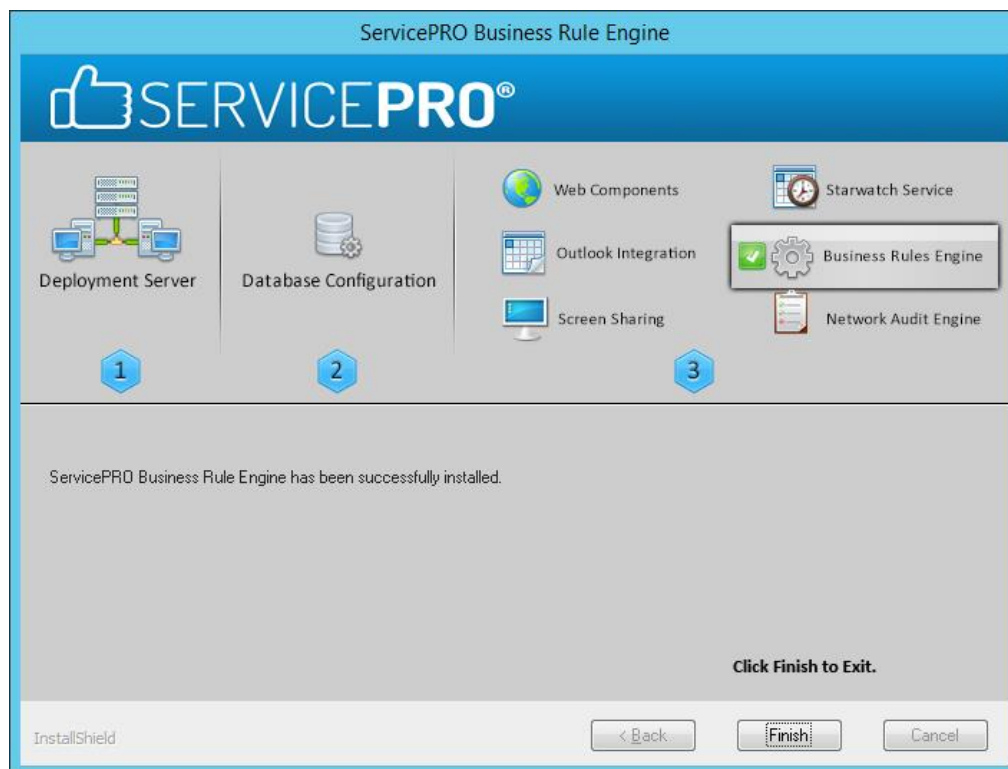 ServicePRO Business Rule Engine
SERVICEPRO®
Web Components
Starwatch Service
Outlook Integration
Business Rules Engine
Deployment Server
Database Configuration
Screen Sharing
Network Audit Engine
1
2
3
ServicePRO Business Rule Engine has been successfully installed.
Click Finish to Exit.
InstallShield
< Back
Finish
Cancel